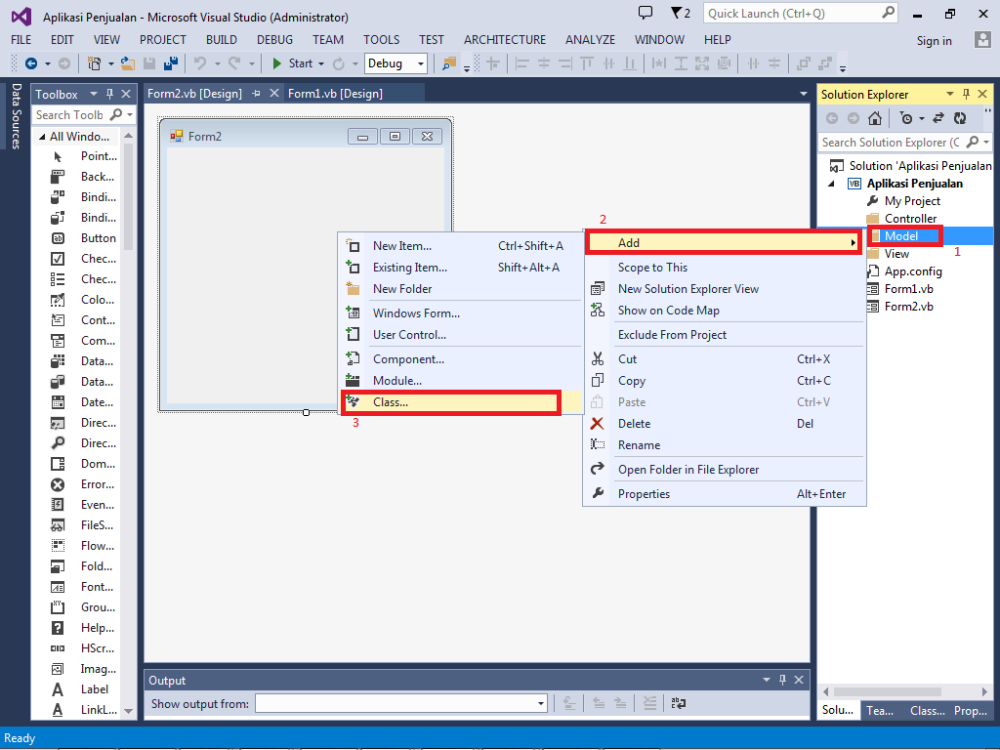 Aplikasi Penjualan - Microsoft Visual Studio (Administrator)
2
Quick Launch (Ctrl+Q)
FILE EDIT VIEW PROJECT BUILD DEBUG TEAM TOOLS TEST ARCHITECTURE ANALYZE WINDOW HELP
Sign in
Start
Debug
Data Sources
Toolbox
Search Toolb
All Windo...
Point...
Back...
Bindi...
Bindi...
Bindi...
Button
Chec...
Chec...
Colo...
Cont...
Com...
Data...
Data...
Date...
Direc...
Direc...
Dom...
Error...
Even...
FileS...
Flow...
Fold...
Font...
Grou...
Help...
HScr...
Imag...
Label
LinkL...
Form2.vb [Design]
Form1.vb [Design]
Form2
New Item... Ctrl+Shift+A
Existing Item... Shift+Alt+A
New Folder
Windows Form...
User Control...
Component...
Module...
Class...
3
2
Add
Scope to This
New Solution Explorer View
Show on Code Map
Exclude From Project
Cut Ctrl+X
Copy Ctrl+C
Paste Ctrl+V
Delete Del
Rename
Open Folder in File Explorer
Properties Alt+Enter
Solution Explorer
Search Solution Explorer (C
Solution 'Aplikasi Penjualan
VB Aplikasi Penjualan
My Project
Controller
Model
1
View
App.config
Form1.vb
Form2.vb
Solu... Tea... Class... Prop...
Output
Show output from:
Ready